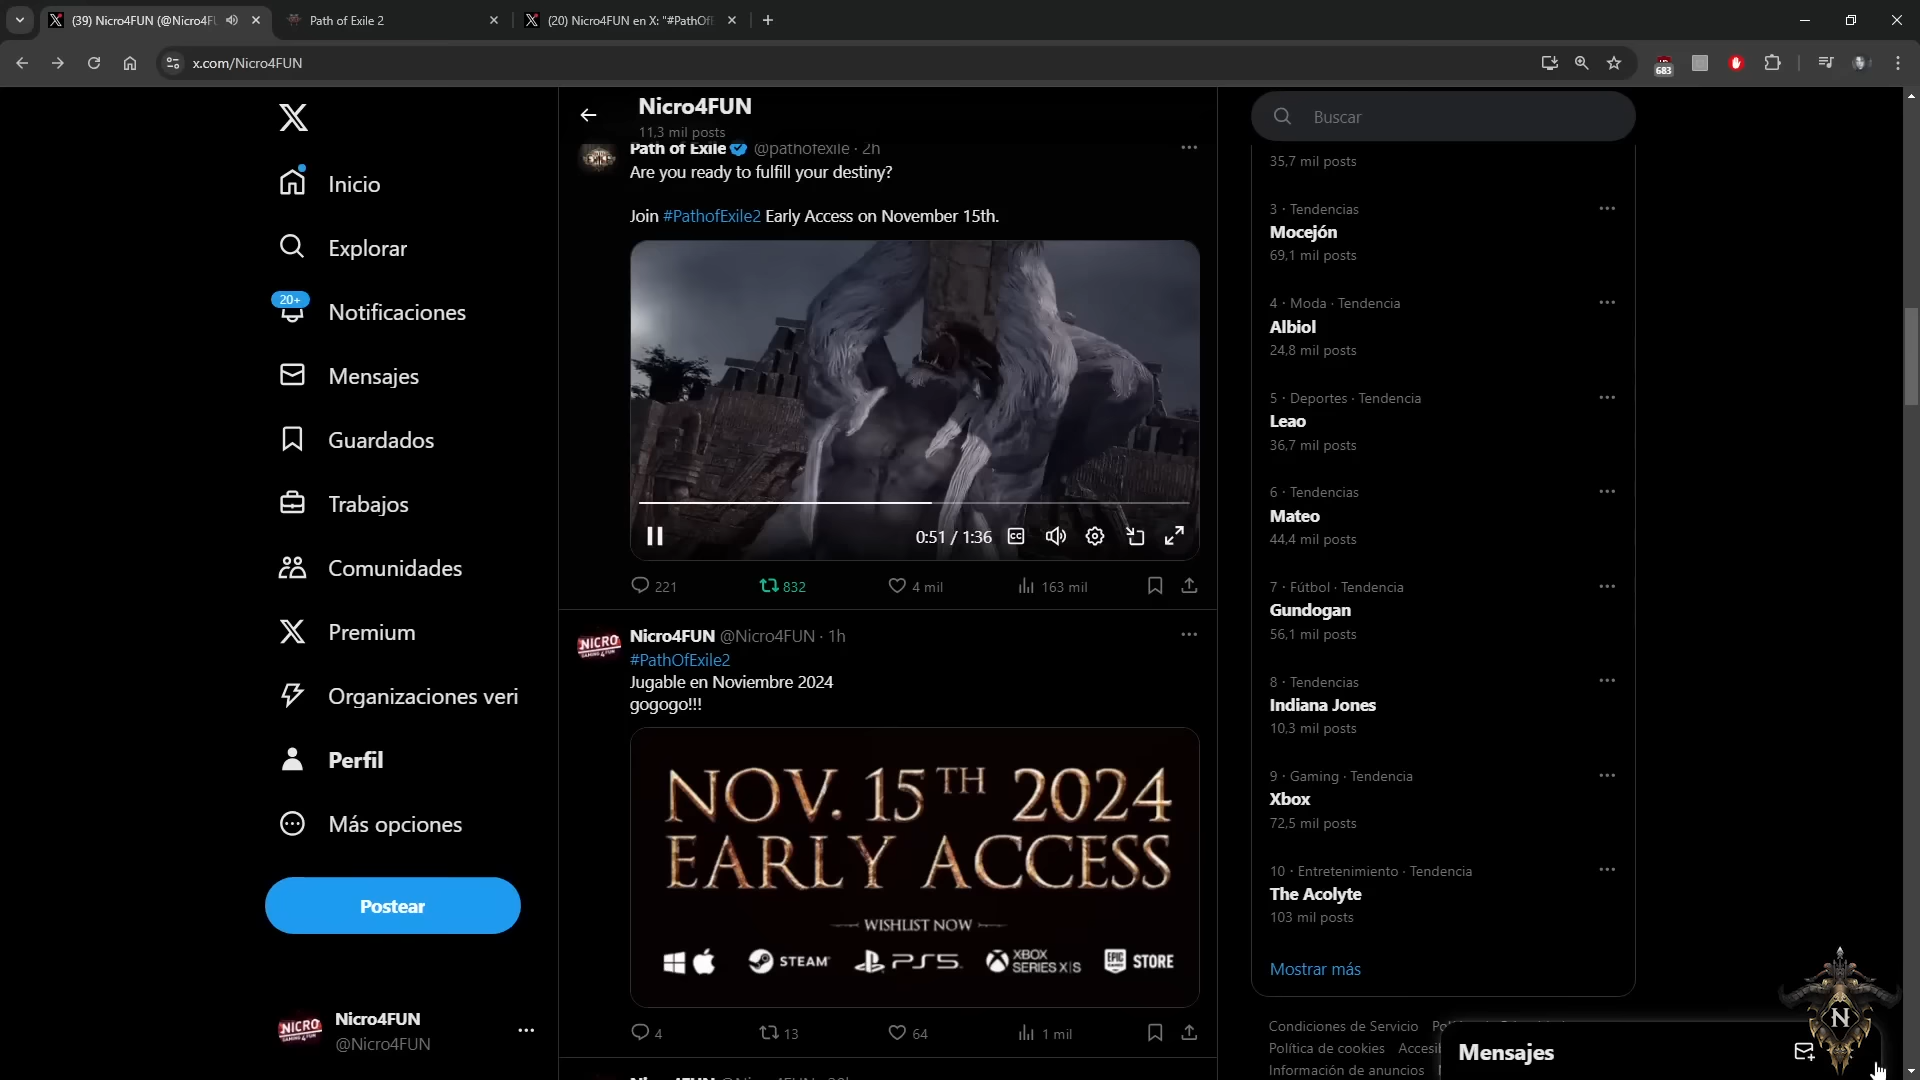 (39) Nicro4FUN (@Nicro4FU
Path of Exile 2
(20) Nicro4FUN en X: "#PathOfE
x.com/Nicro4FUN
683
Inicio
Explorar
20+
Notificaciones
Mensajes
Guardados
Trabajos
Comunidades
Premium
Organizaciones veri
Perfil
Más opciones
Postear
Nicro4FUN
@Nicro4FUN
Nicro4FUN
11,3 mil posts
Path of Exile @pathofexile · 2h
Are you ready to fulfill your destiny?
Join #PathofExile2 Early Access on November 15th.
0:51 / 1:36
CC
221
832
4 mil
163 mil
NICRO
Nicro4FUN @Nicro4FUN · 1h
#PathOfExile2
Jugable en Noviembre 2024
gogogo!!!
NOV. 15TH 2024
EARLY ACCESS
WISHLIST NOW
STEAM
PS5
XBOX
SERIES X|S
EPIC
STORE
4
13
64
1 mil
Buscar
35,7 mil posts
3 · Tendencias
Mocejón
69,1 mil posts
4 · Moda · Tendencia
Albiol
24,8 mil posts
5 · Deportes · Tendencia
Leao
36,7 mil posts
6 · Tendencias
Mateo
44,4 mil posts
7 · Fútbol · Tendencia
Gundogan
56,1 mil posts
8 · Tendencias
Indiana Jones
10,3 mil posts
9 · Gaming · Tendencia
Xbox
72,5 mil posts
10 · Entretenimiento · Tendencia
The Acolyte
103 mil posts
Mostrar más
Condiciones de Servicio
Política de cookies
Información de anuncios
Mensajes
N